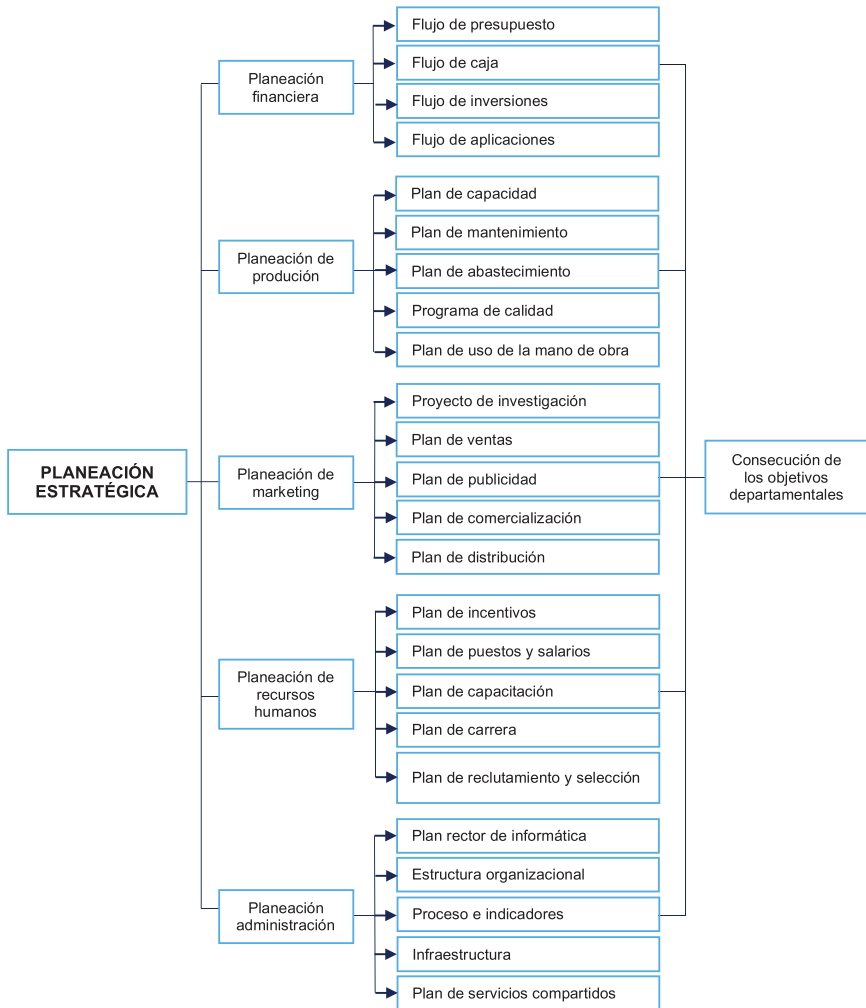 PLANEACIÓN
ESTRATÉGICA
Planeación
financiera
Flujo de presupuesto
Flujo de caja
Flujo de inversiones
Flujo de aplicaciones
Planeación de
produción
Plan de capacidad
Plan de mantenimiento
Plan de abastecimiento
Programa de calidad
Plan de uso de la mano de obra
Planeación de
marketing
Proyecto de investigación
Plan de ventas
Plan de publicidad
Plan de comercialización
Plan de distribución
Planeación de
recursos
humanos
Plan de incentivos
Plan de puestos y salarios
Plan de capacitación
Plan de carrera
Plan de reclutamiento y selección
Planeación
administración
Plan rector de informática
Estructura organizacional
Proceso e indicadores
Infraestructura
Plan de servicios compartidos
Consecución de
los objetivos
departamentales